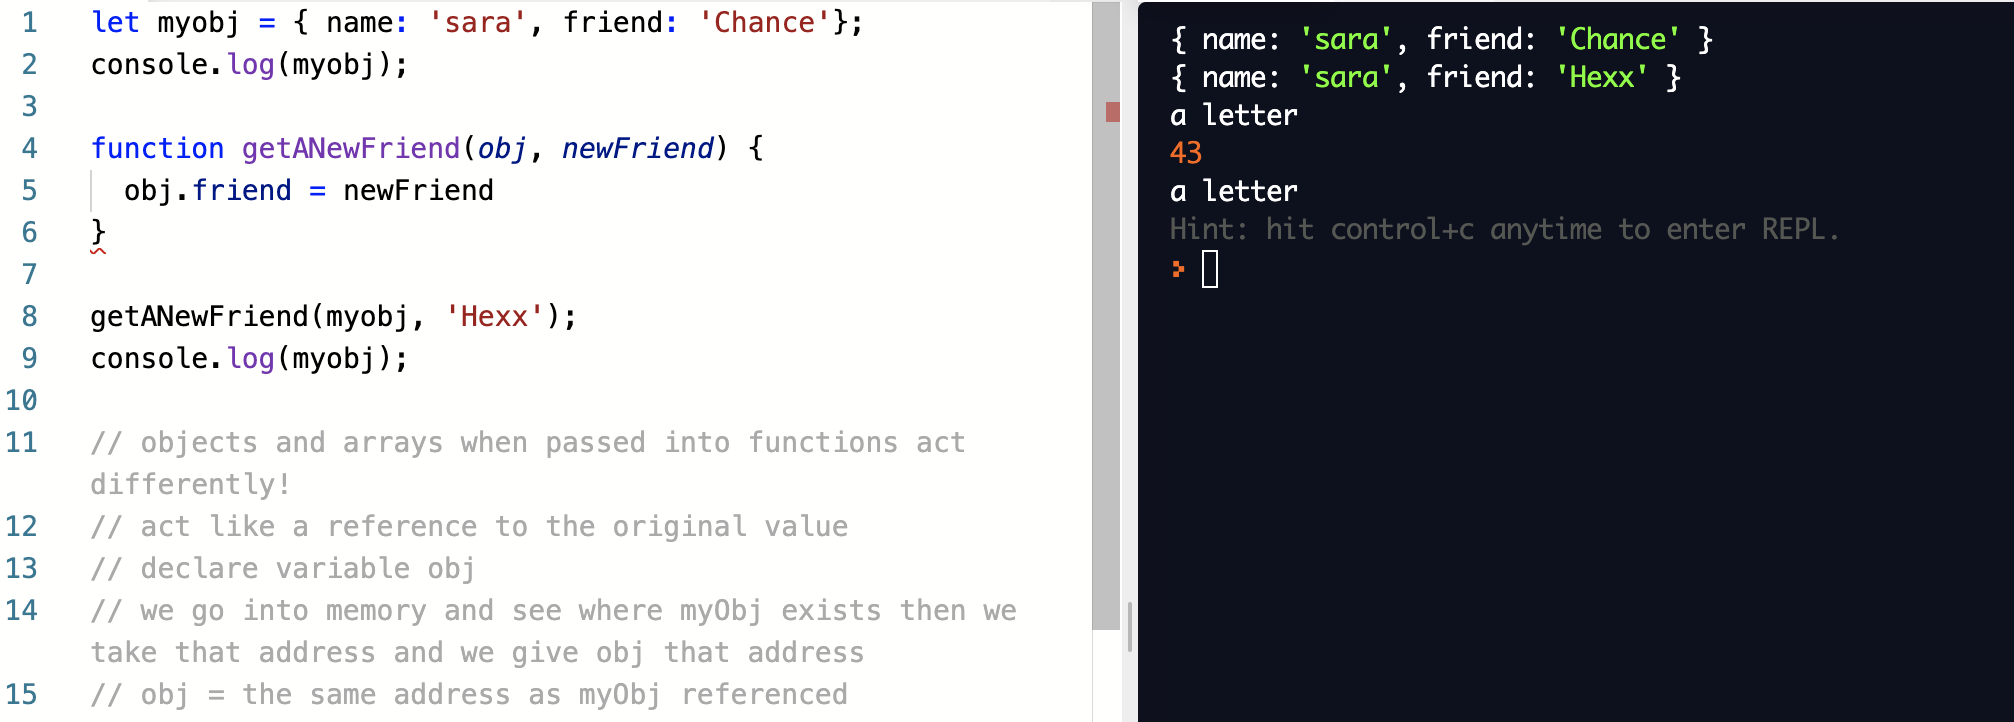 1 let myobj = { name: 'sara', friend: 'Chance'};
2 console.log(myobj);
3
4 function getANewFriend(obj, newFriend) {
5 obj.friend = newFriend
6 }
7
8 getANewFriend(myobj, 'Hexx');
9 console.log(myobj);
10
11 // objects and arrays when passed into functions act
differently!
12 // act like a reference to the original value
13 // declare variable obj
14 // we go into memory and see where myObj exists then we
take that address and we give obj that address
15 // obj = the same address as myObj referenced
{ name: 'sara', friend: 'Chance' }
{ name: 'sara', friend: 'Hexx' }
a letter
43
a letter
Hint: hit control+c anytime to enter REPL.